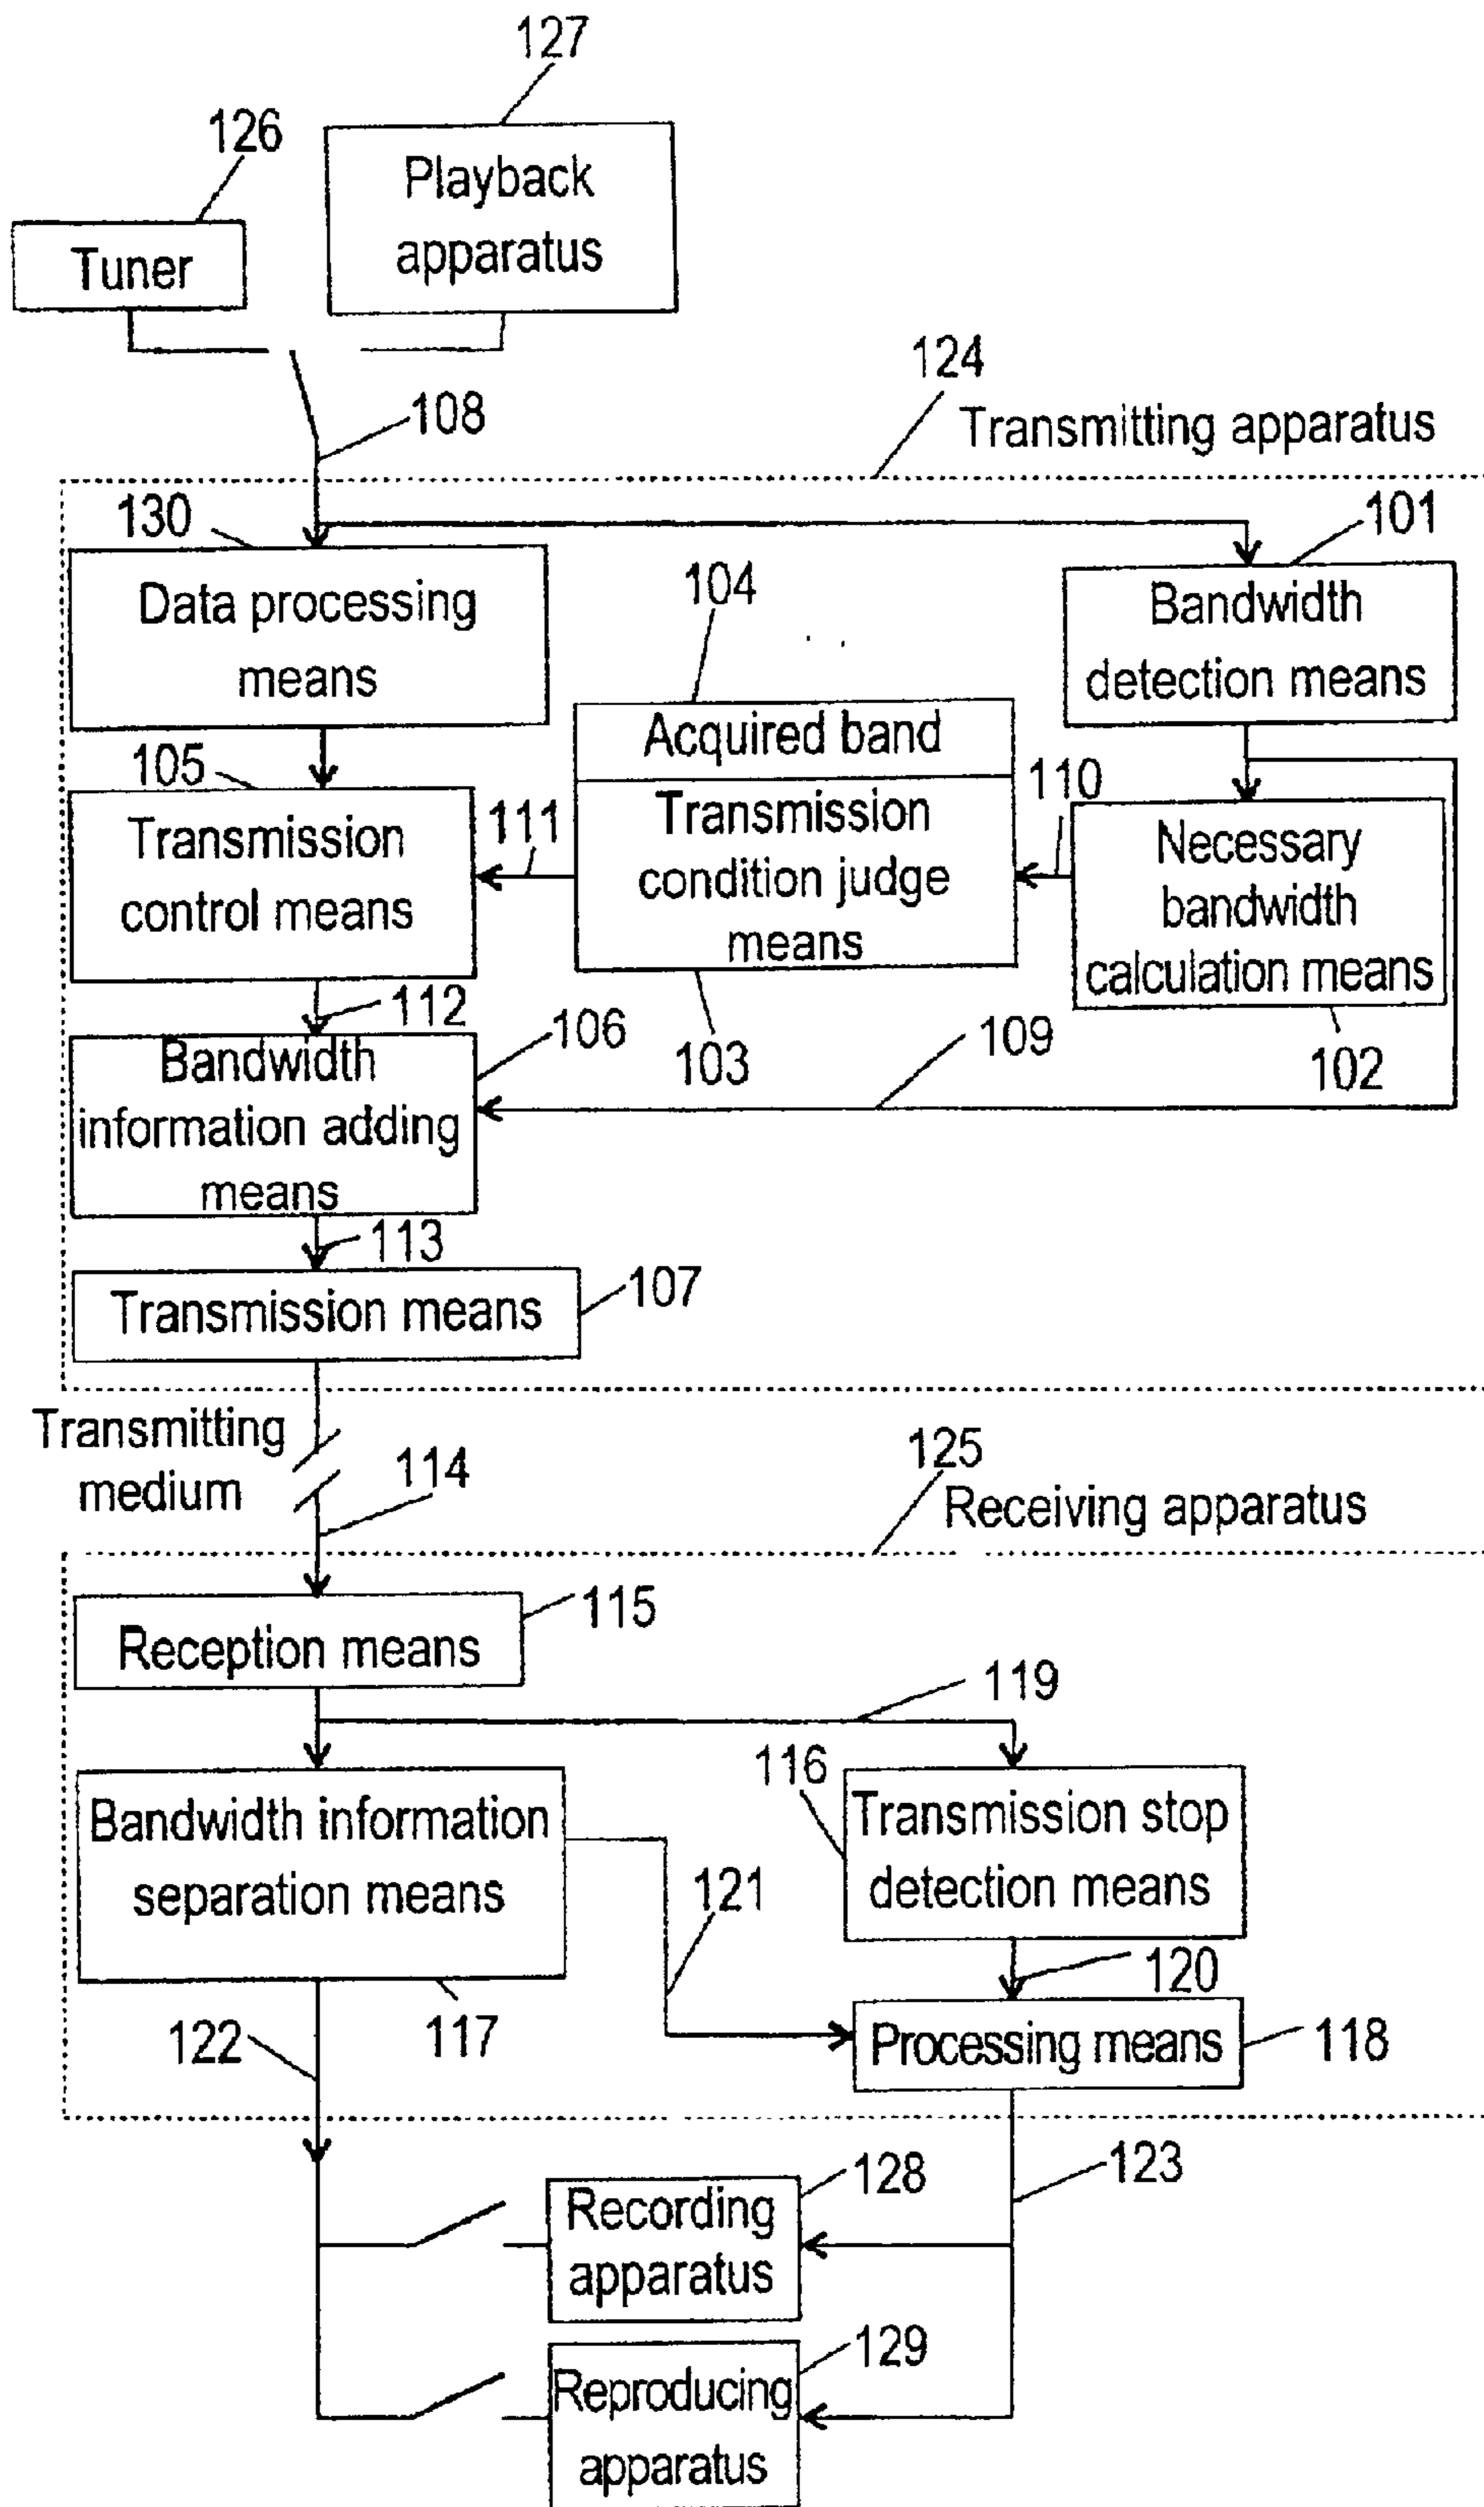 127
126
Playback
apparatus
Tuner
124
108
Transmitting apparatus
130
101
Data processing
means
104
Bandwidth
detection means
Acquired band
105
110
Transmission
control means
111
Transmission
condition judge
means
Necessary
bandwidth
calculation means
112
106
103
109
102
Bandwidth
information adding
means
113
Transmission means
107
Transmitting
medium
114
125
Receiving apparatus
Reception means
115
119
116
Bandwidth information
separation means
Transmission stop
detection means
121
120
122
117
Processing means
118
128
123
Recording
apparatus
129
Reproducing
apparatus